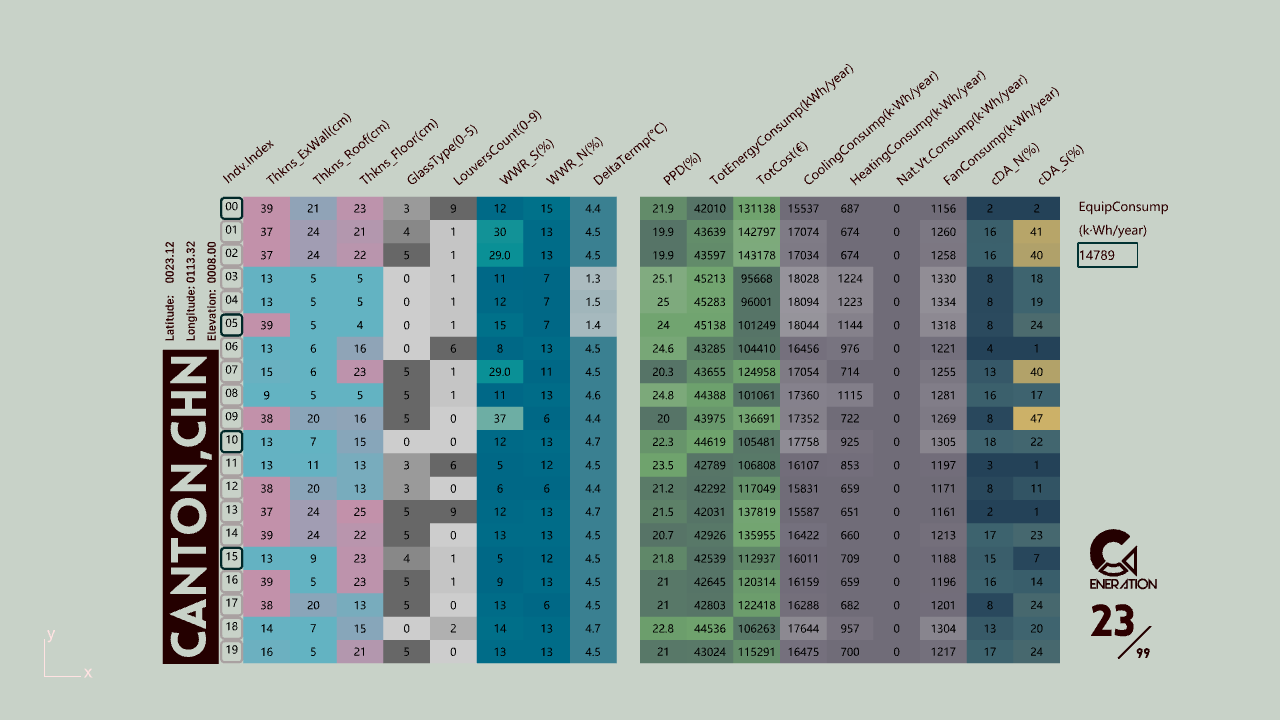 Indv.Index Thkns_ExWall(cm) Thkns_Roof(cm) Thkns_Floor(cm) GlassType(0-5) LouversCount(0-9) WWR_S(%) WWR_N(%) DeltaTermp(°C) PPD(%) TotEnergyConsump(kWh/year) TotCost(€) CoolingConsump(k·Wh/year) HeatingConsump(k·Wh/year) Nat.Vt.Consump(k·Wh/year) FanConsump(k·Wh/year) cDA_N(%) cDA_S(%)
00 39 21 23 3 9 12 15 4.4 21.9 42010 131138 15537 687 0 1156 2 2
01 37 24 21 4 1 30 13 4.5 19.9 43639 142797 17074 674 0 1260 16 41
02 37 24 22 5 1 29.0 13 4.5 19.9 43597 143178 17034 674 0 1258 16 40
03 13 5 5 0 1 11 7 1.3 25.1 45213 95668 18028 1224 0 1330 8 18
04 13 5 5 0 1 12 7 1.5 25 45283 96001 18094 1223 0 1334 8 19
05 39 5 4 0 1 15 7 1.4 24 45138 101249 18044 1144 0 1318 8 24
06 13 6 16 0 6 8 13 4.5 24.6 43285 104410 16456 976 0 1221 4 1
07 15 6 23 5 1 29.0 11 4.5 20.3 43655 124958 17054 714 0 1255 13 40
08 9 5 5 5 1 11 13 4.6 24.8 44388 101061 17360 1115 0 1281 16 17
09 38 20 16 5 0 37 6 4.4 20 43975 136691 17352 722 0 1269 8 47
10 13 7 15 0 0 12 13 4.7 22.3 44619 105481 17758 925 0 1305 18 22
11 13 11 13 3 6 5 12 4.5 23.5 42789 106808 16107 853 0 1197 3 1
12 38 20 13 3 0 6 6 4.4 21.2 42292 117049 15831 659 0 1171 8 11
13 37 24 25 5 9 12 13 4.7 21.5 42031 137819 15587 651 0 1161 2 1
14 39 24 22 5 0 13 13 4.5 20.7 42926 135955 16422 660 0 1213 17 23
15 13 9 23 4 1 5 12 4.5 21.8 42539 112937 16011 709 0 1188 15 7
16 39 5 23 5 1 9 13 4.5 21 42645 120314 16159 659 0 1196 16 14
17 38 20 13 5 0 13 6 4.5 21 42803 122418 16288 682 0 1201 8 24
18 14 7 15 0 2 14 13 4.7 22.8 44536 106263 17644 957 0 1304 13 20
19 16 5 21 5 0 13 13 4.5 21 43024 115291 16475 700 0 1217 17 24
Latitude: 0023.12
Longitude: 0113.32
Elevation: 0008.00
CANTON,CHN
EquipConsump
(k·Wh/year)
14789
ENERATION
23/99
y
x